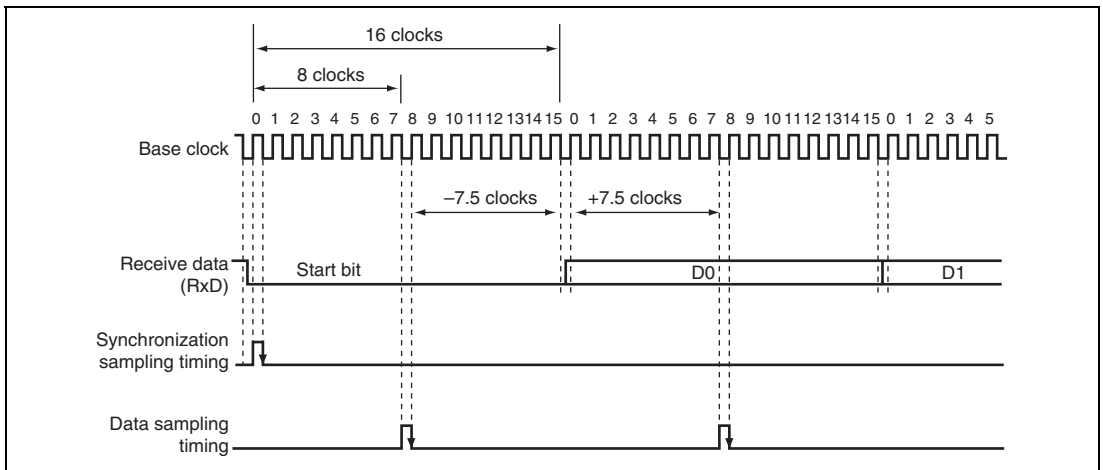 16 clocks
8 clocks
0 1 2 3 4 5 6 7 8 9 10 11 12 13 14 15 0 1 2 3 4 5 6 7 8 9 10 11 12 13 14 15 0 1 2 3 4 5
Base clock
–7.5 clocks +7.5 clocks
Receive data
(RxD)
Start bit D0 D1
Synchronization
sampling timing
Data sampling
timing